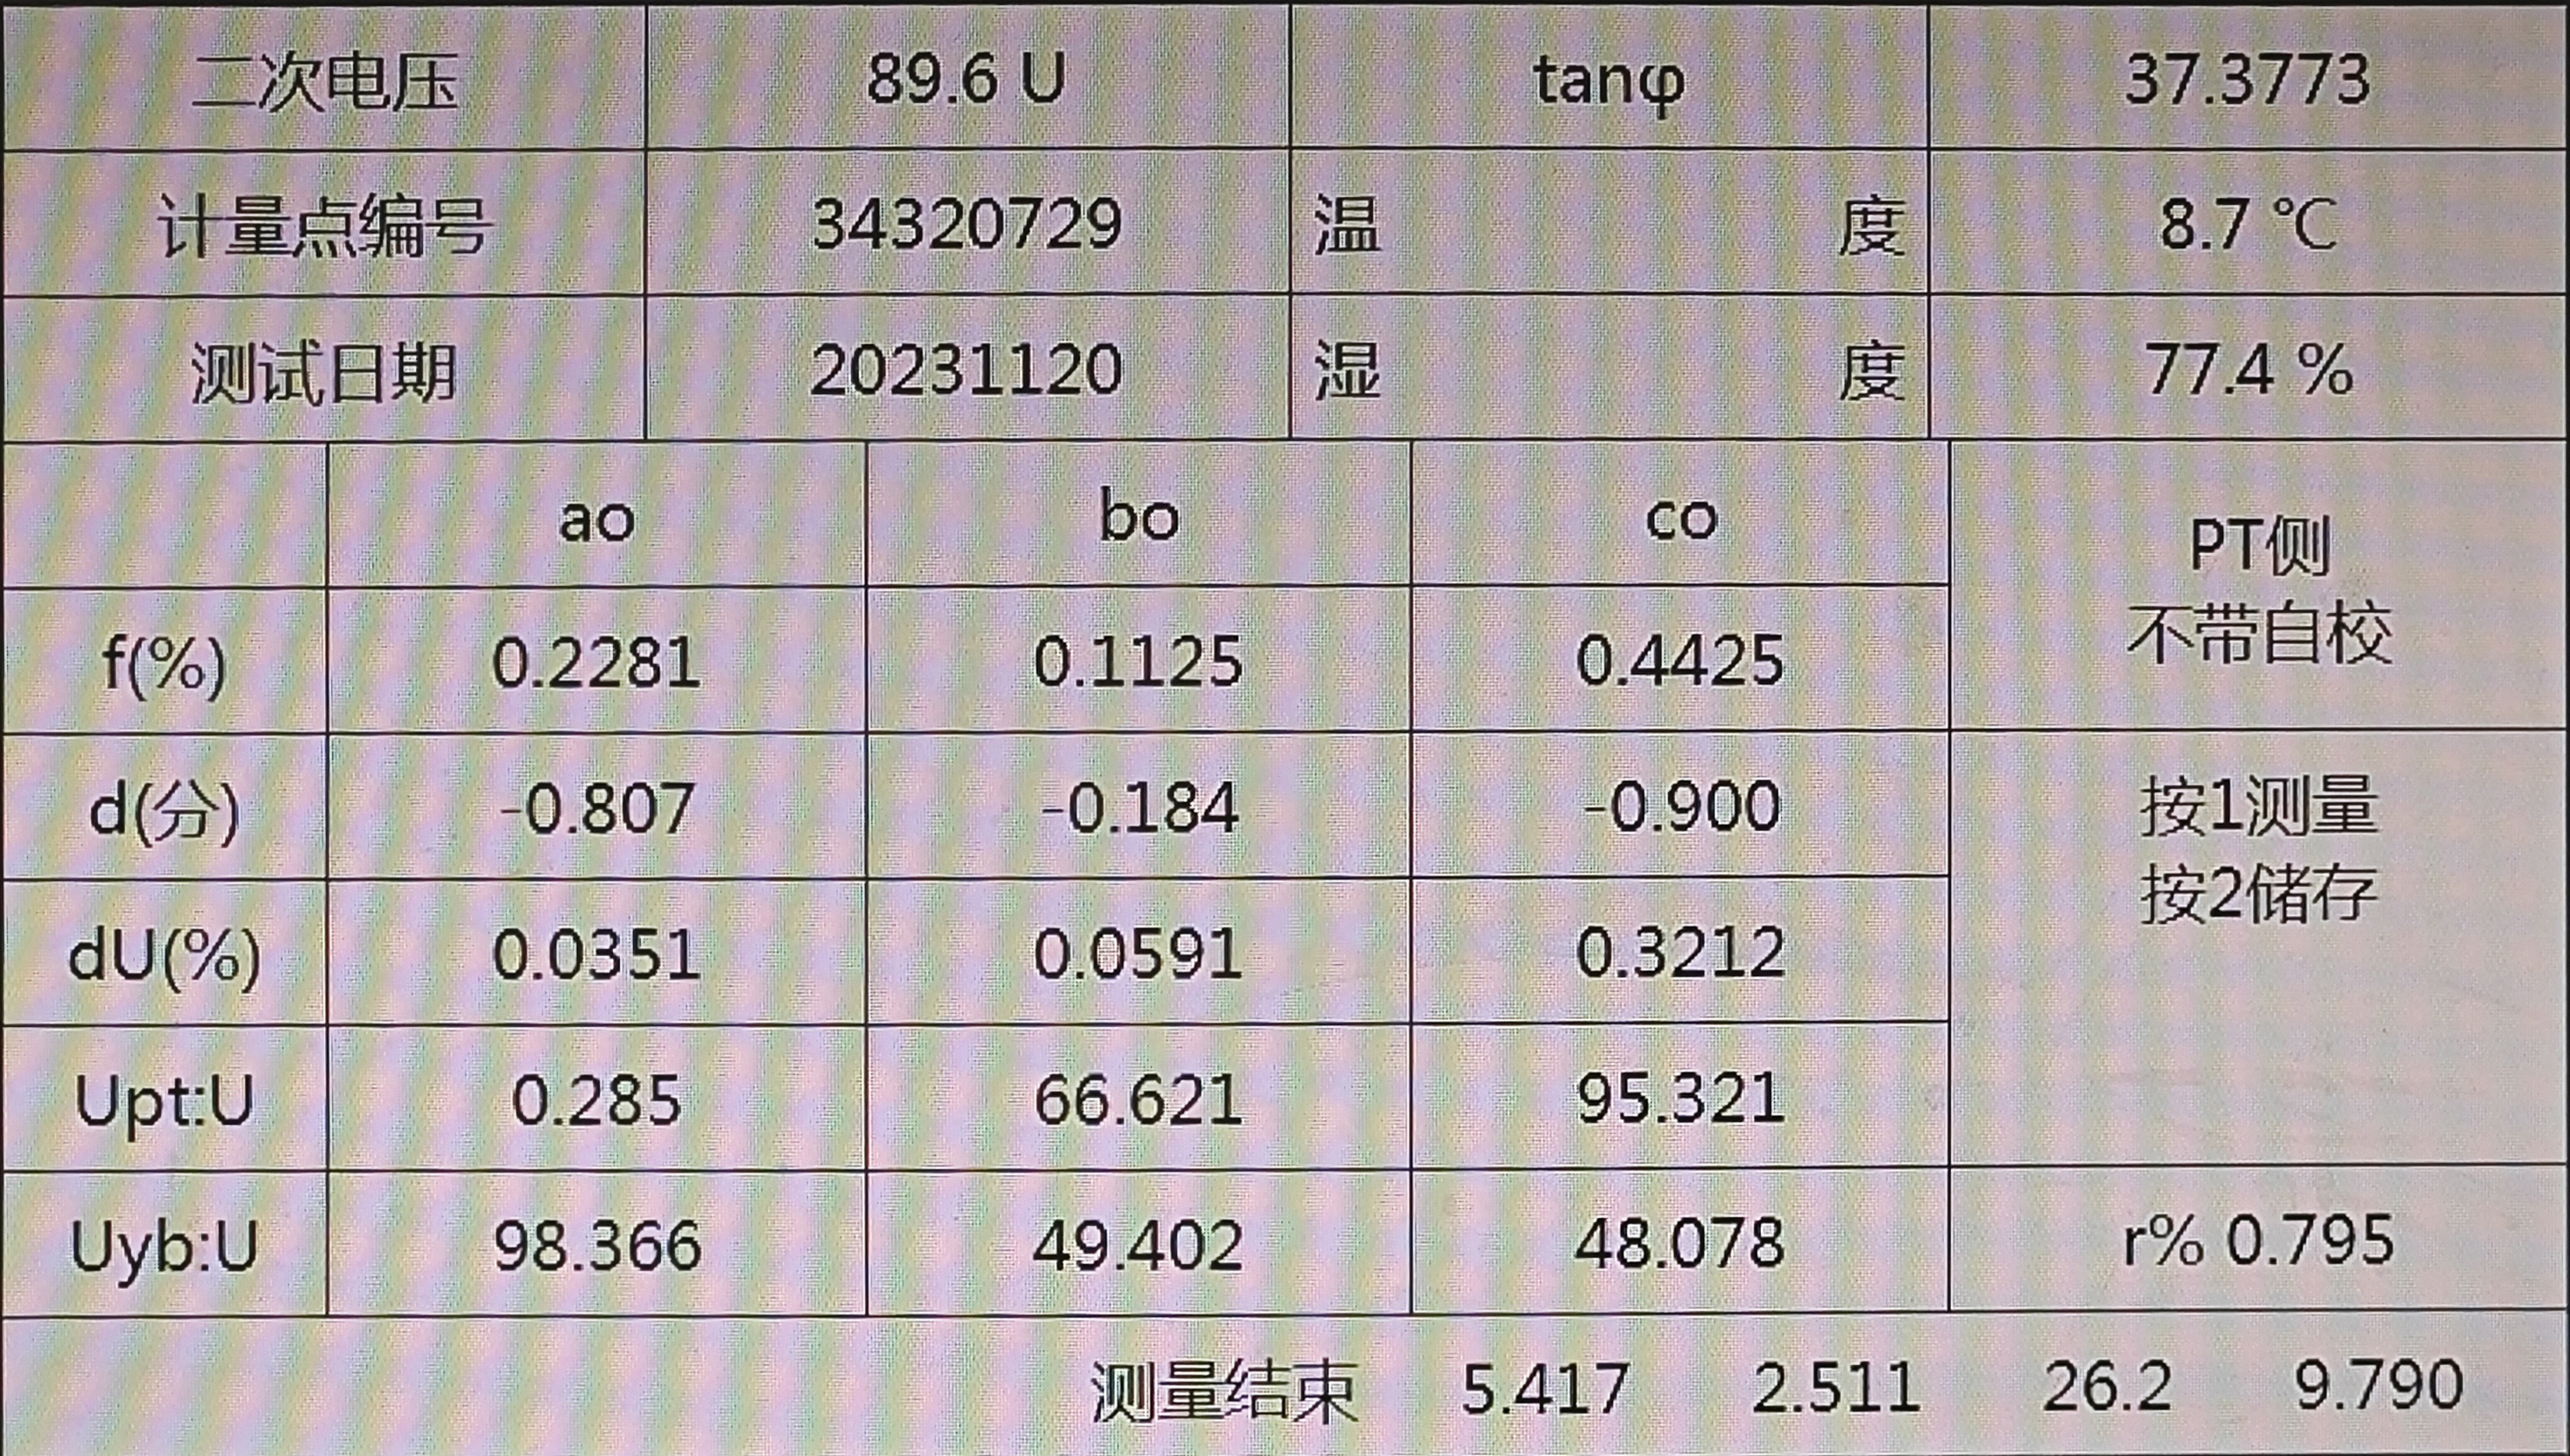 二次电压 89.6 U tanφ 37.3773
计量点编号 34320729 温 度 8.7 ℃
测试日期 20231120 湿 度 77.4 %
ao bo co
PT侧
不带自校
f(%) 0.2281 0.1125 0.4425
d(分) -0.807 -0.184 -0.900
按1测量
按2储存
dU(%) 0.0351 0.0591 0.3212
Upt:U 0.285 66.621 95.321
Uyb:U 98.366 49.402 48.078 r% 0.795
测量结束 5.417 2.511 26.2 9.790